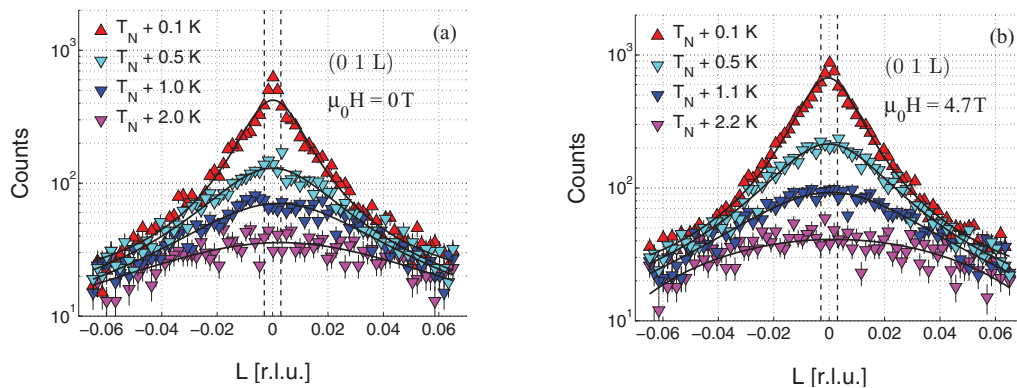 (a)
T_N + 0.1 K
T_N + 0.5 K
T_N + 1.0 K
T_N + 2.0 K
(0 1 L)
μ₀H = 0 T
Counts
10³
10²
10¹
−0.06 −0.04 −0.02 0 0.02 0.04 0.06
L [r.l.u.]
(b)
T_N + 0.1 K
T_N + 0.5 K
T_N + 1.1 K
T_N + 2.2 K
(0 1 L)
μ₀H = 4.7 T
Counts
10³
10²
10¹
−0.06 −0.04 −0.02 0 0.02 0.04 0.06
L [r.l.u.]